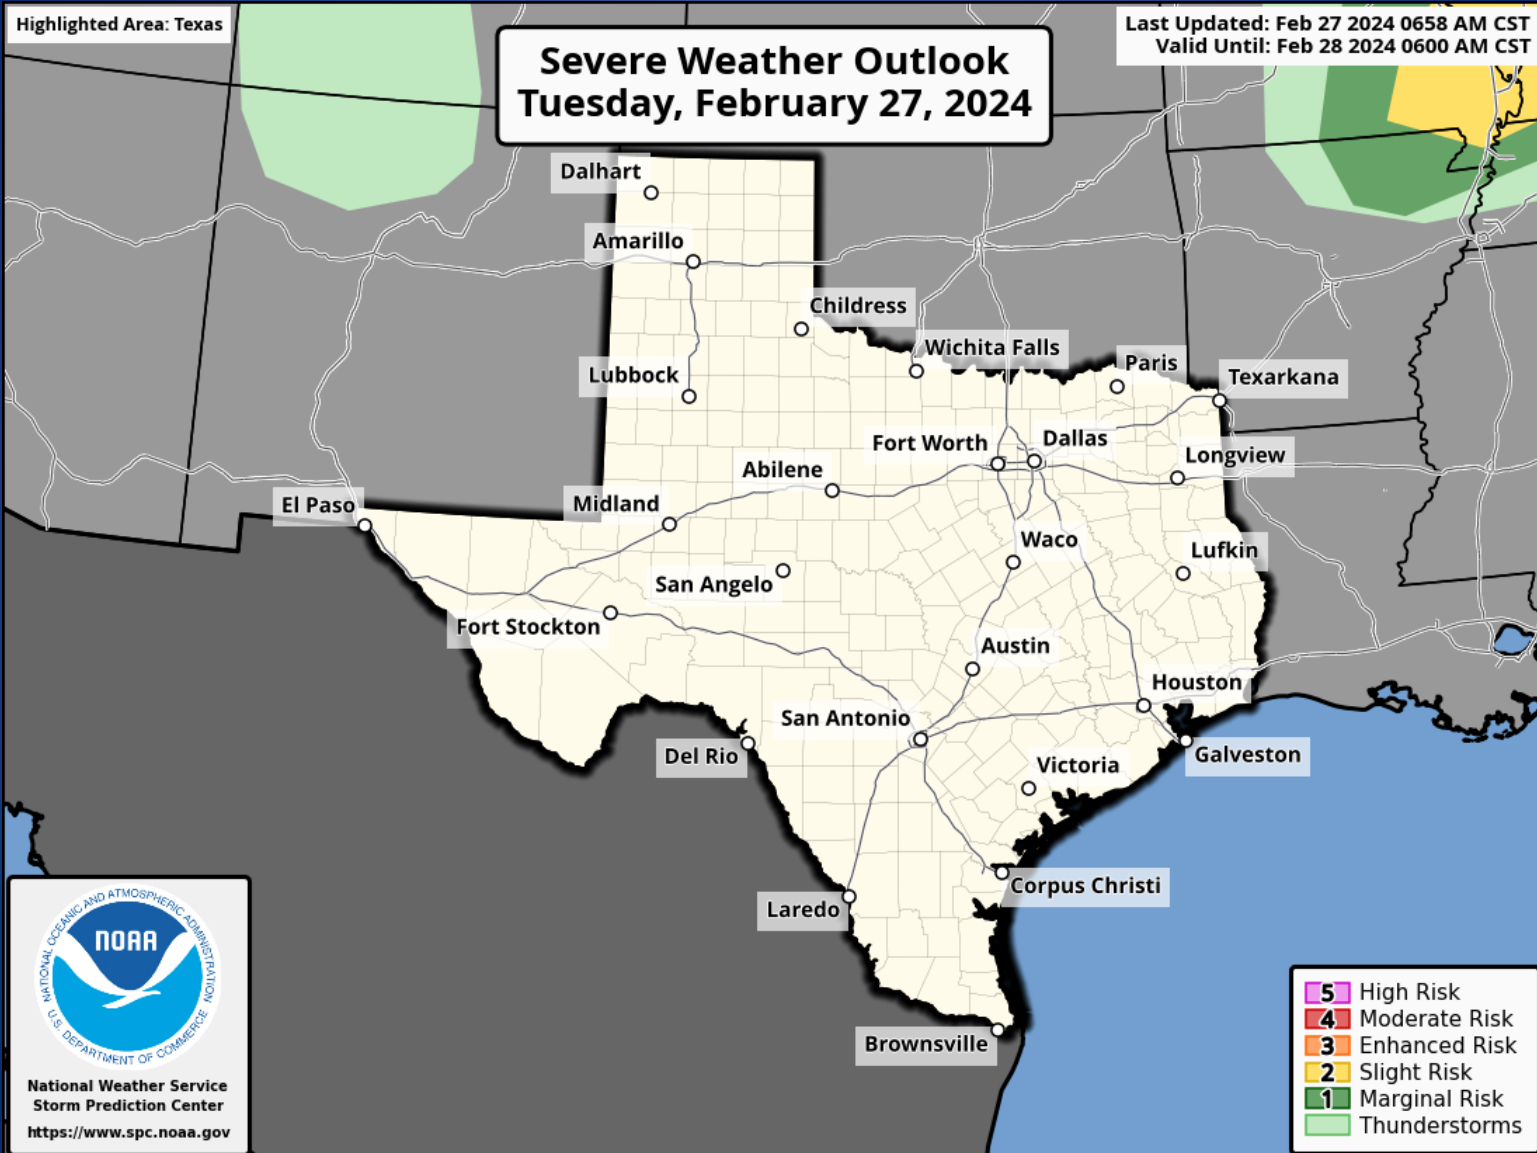 Highlighted Area: Texas
Severe Weather Outlook
Tuesday, February 27, 2024
Last Updated: Feb 27 2024 0658 AM CST
Valid Until: Feb 28 2024 0600 AM CST
Dalhart
Amarillo
Childress
Wichita Falls
Paris
Texarkana
Lubbock
Fort Worth
Dallas
Longview
Abilene
Midland
El Paso
Waco
Lufkin
San Angelo
Fort Stockton
Austin
Houston
San Antonio
Del Rio
Galveston
Victoria
Corpus Christi
Laredo
Brownsville
NATIONAL OCEANIC AND ATMOSPHERIC ADMINISTRATION
NOAA
U.S. DEPARTMENT OF COMMERCE
National Weather Service
Storm Prediction Center
https://www.spc.noaa.gov
5 High Risk
4 Moderate Risk
3 Enhanced Risk
2 Slight Risk
1 Marginal Risk
Thunderstorms